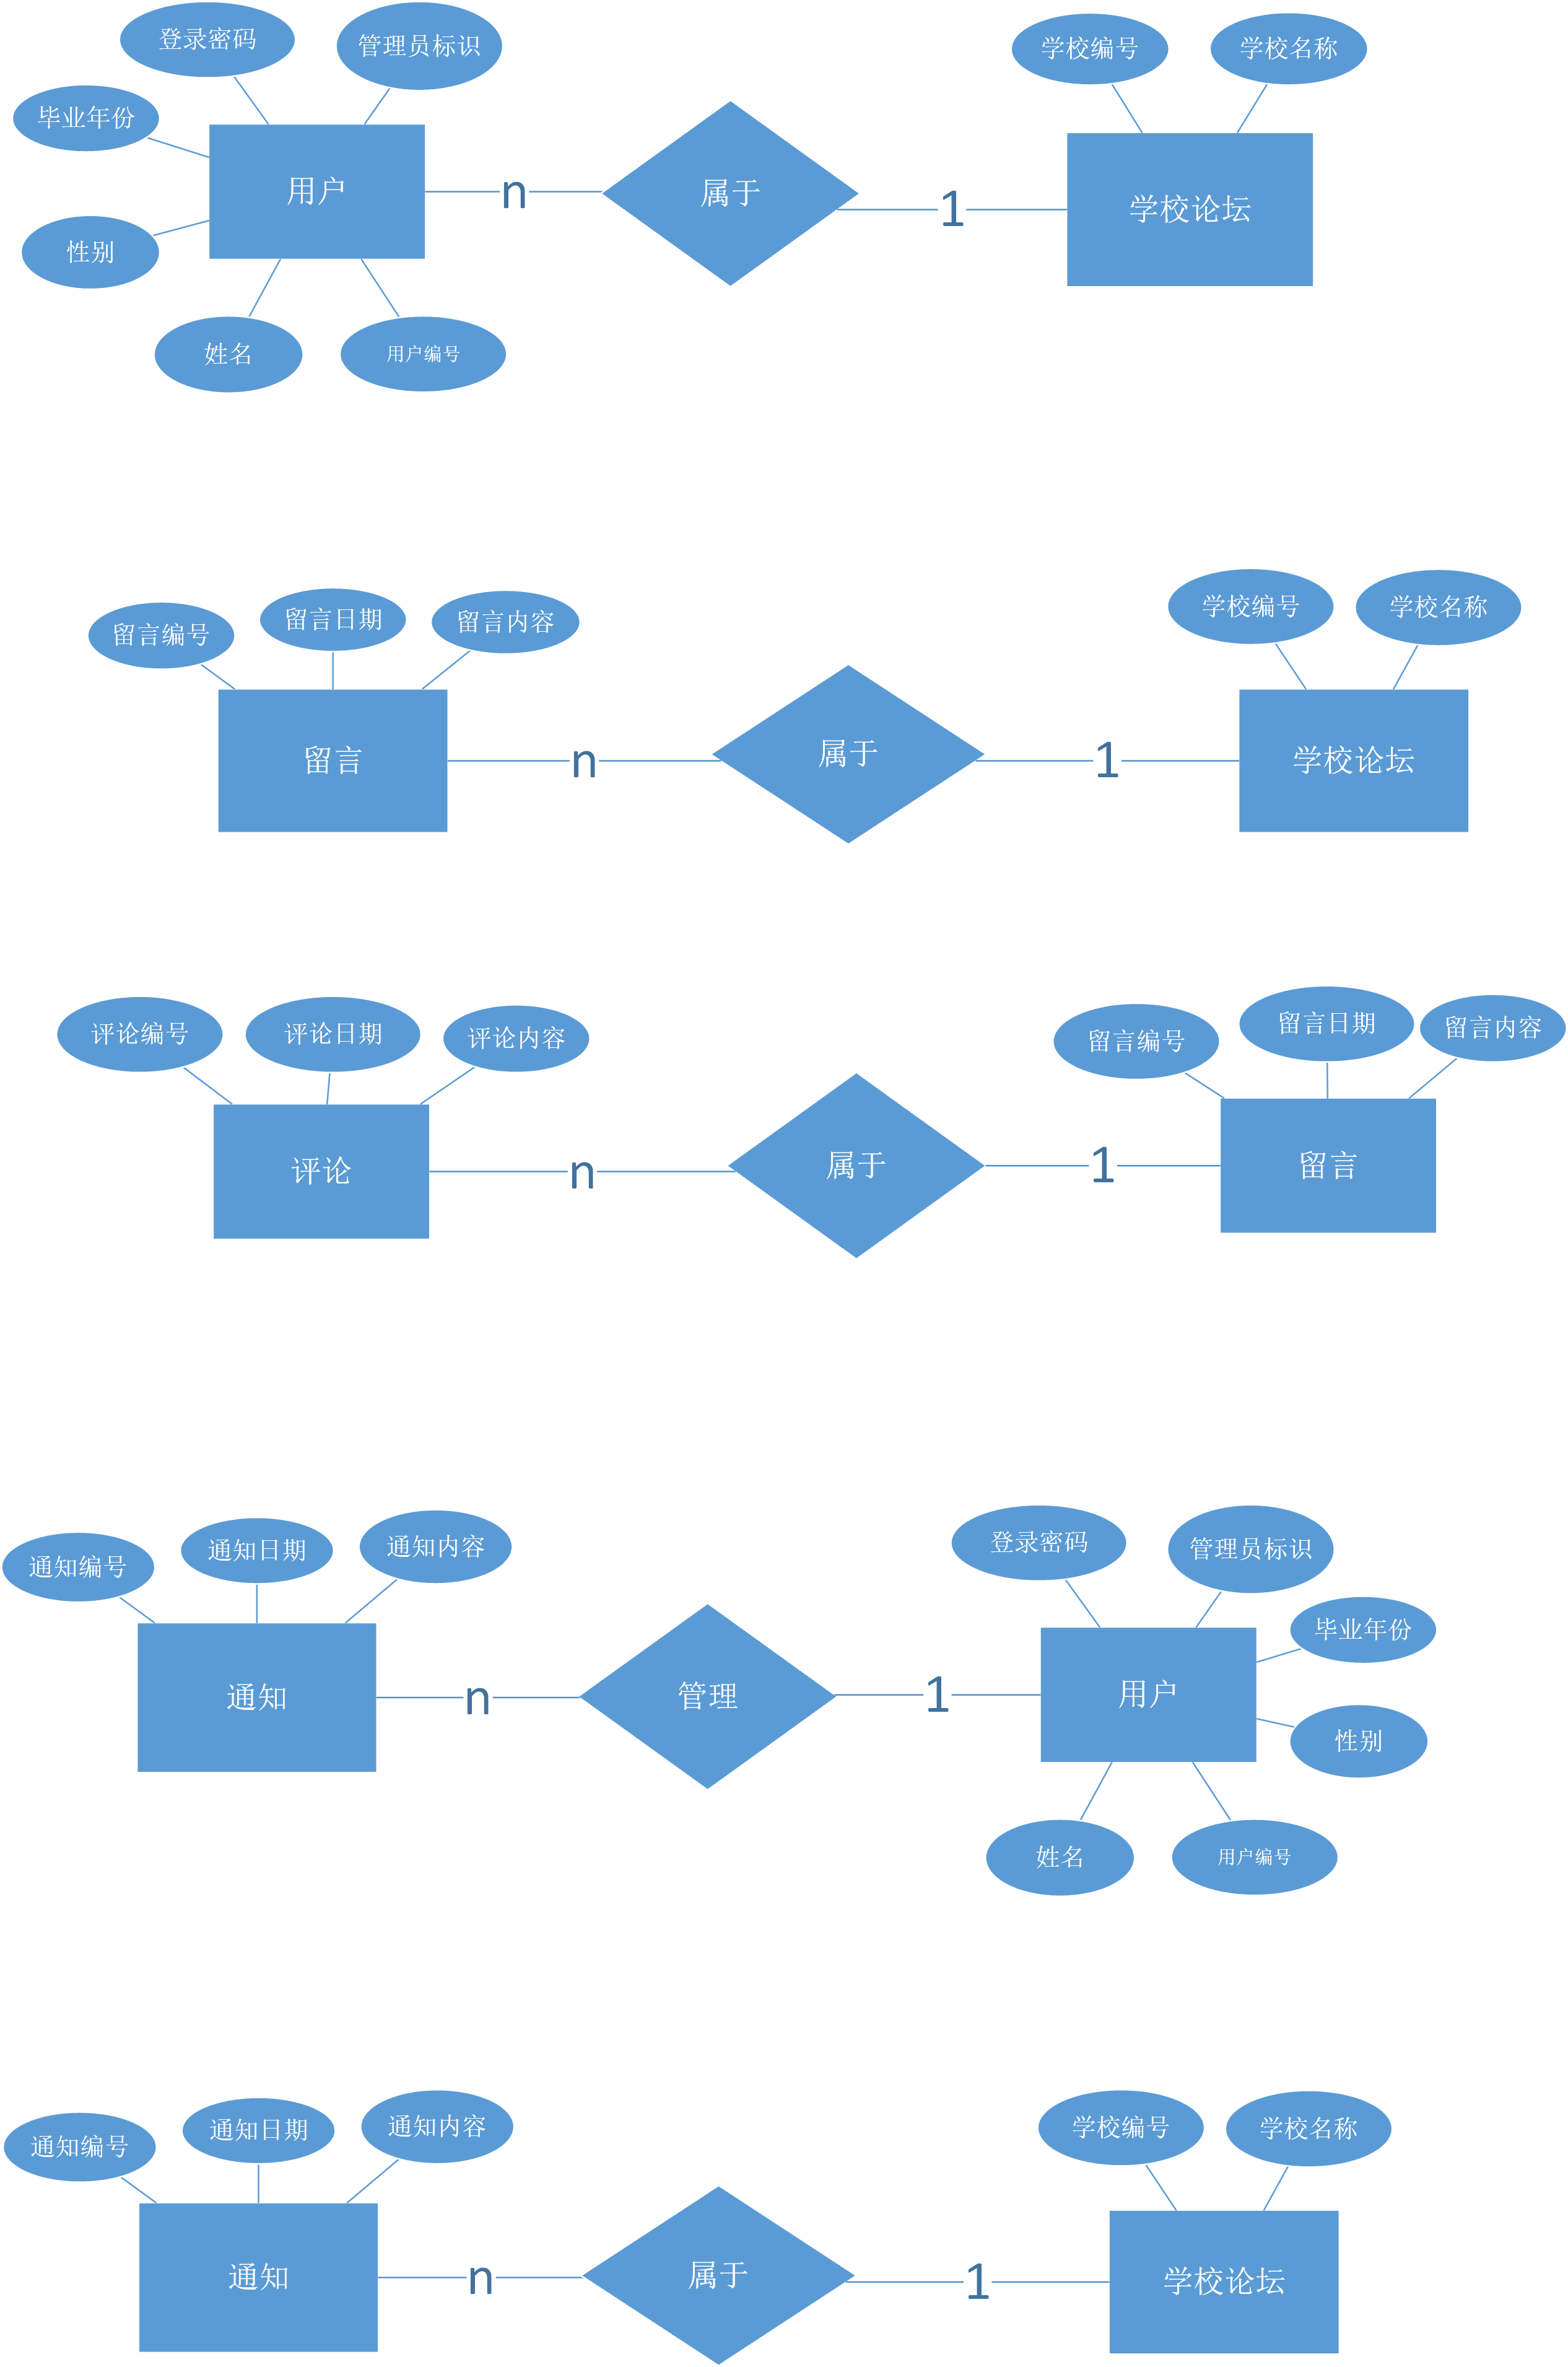 登录密码
管理员标识
学校编号
学校名称
毕业年份
用户
n
属于
1
学校论坛
性别
姓名
用户编号
留言编号
留言日期
留言内容
学校编号
学校名称
留言
n
属于
1
学校论坛
评论编号
评论日期
评论内容
留言编号
留言日期
留言内容
评论
n
属于
1
留言
通知编号
通知日期
通知内容
登录密码
管理员标识
毕业年份
通知
n
管理
1
用户
性别
姓名
用户编号
通知编号
通知日期
通知内容
学校编号
学校名称
通知
n
属于
1
学校论坛